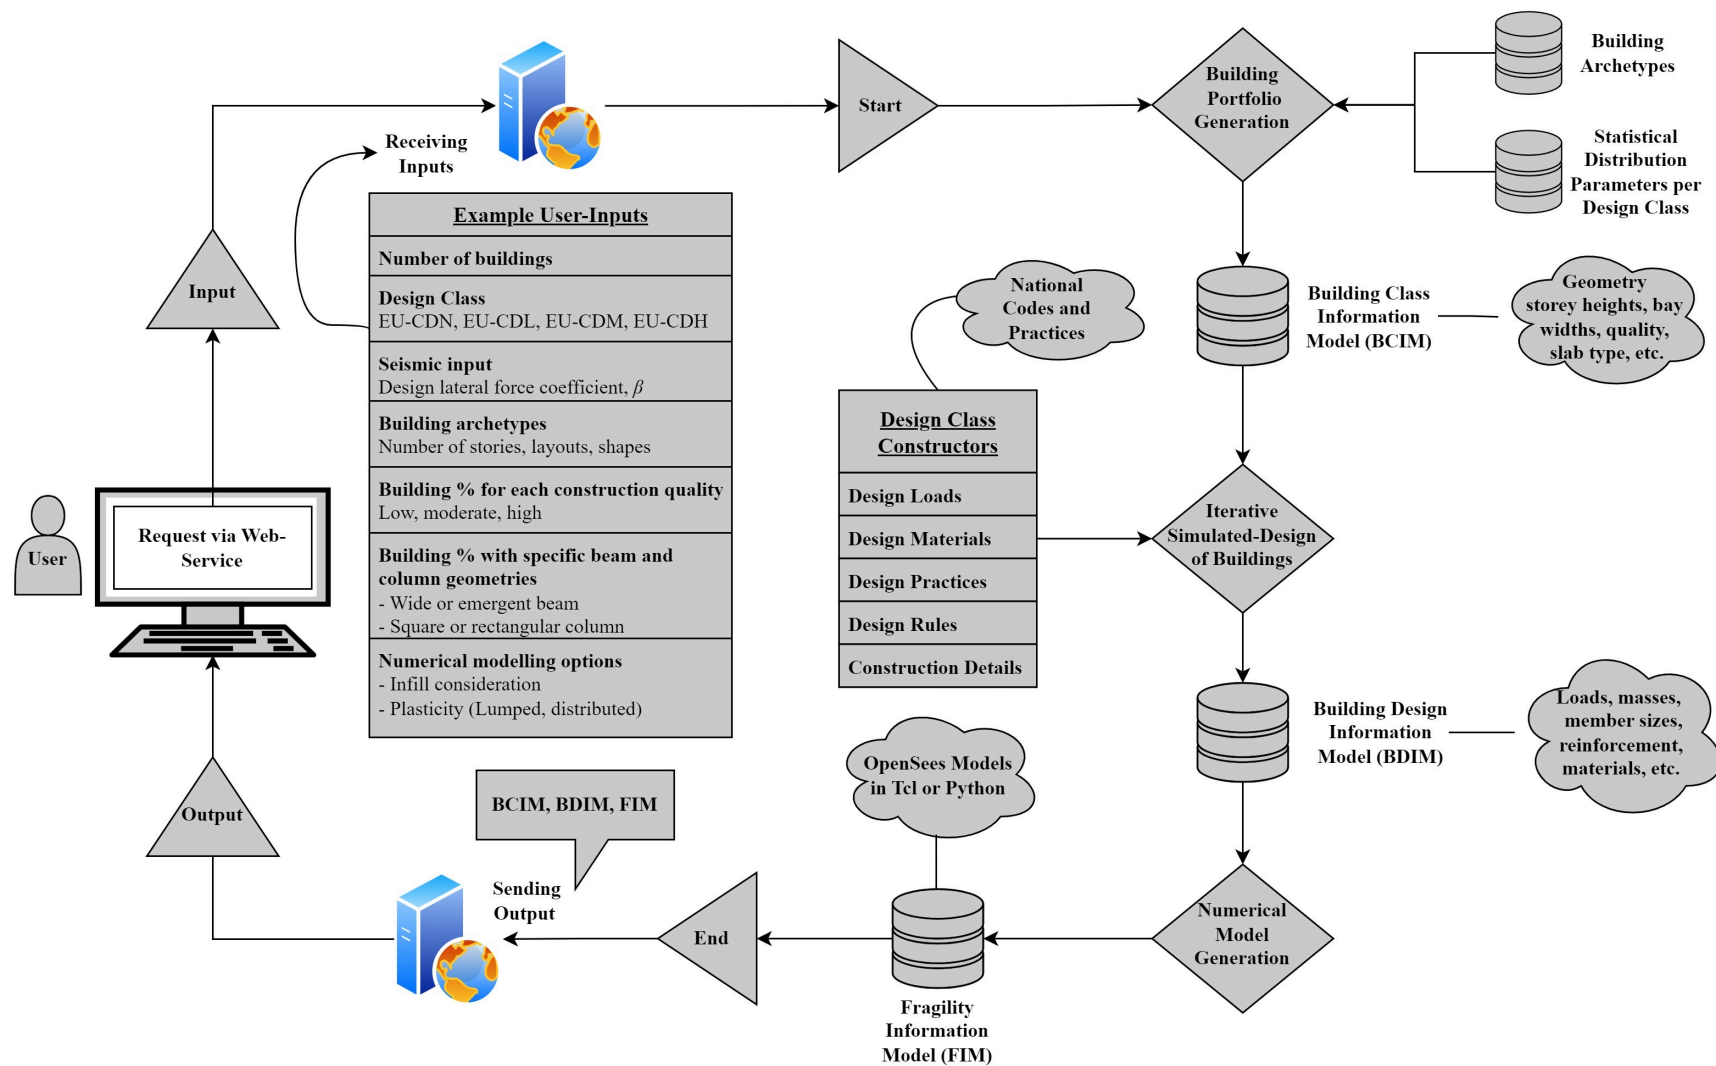 Building
Archetypes
Building
Portfolio
Generation
Start
Receiving
Inputs
Statistical
Distribution
Parameters per
Design Class
Example User-Inputs
Number of buildings
Design Class
EU-CDN, EU-CDL, EU-CDM, EU-CDH
Seismic input
Design lateral force coefficient, β
Building archetypes
Number of stories, layouts, shapes
Building % for each construction quality
Low, moderate, high
Building % with specific beam and
column geometries
- Wide or emergent beam
- Square or rectangular column
Numerical modelling options
- Infill consideration
- Plasticity (Lumped, distributed)
Input
National
Codes and
Practices
Building Class
Information
Model (BCIM)
Geometry
storey heights, bay
widths, quality,
slab type, etc.
Design Class
Constructors
Design Loads
Design Materials
Design Practices
Design Rules
Construction Details
Iterative
Simulated-Design
of Buildings
User
Request via Web-
Service
Building Design
Information
Model (BDIM)
Loads, masses,
member sizes,
reinforcement,
materials, etc.
OpenSees Models
in Tcl or Python
BCIM, BDIM, FIM
Output
Sending
Output
End
Numerical
Model
Generation
Fragility
Information
Model (FIM)